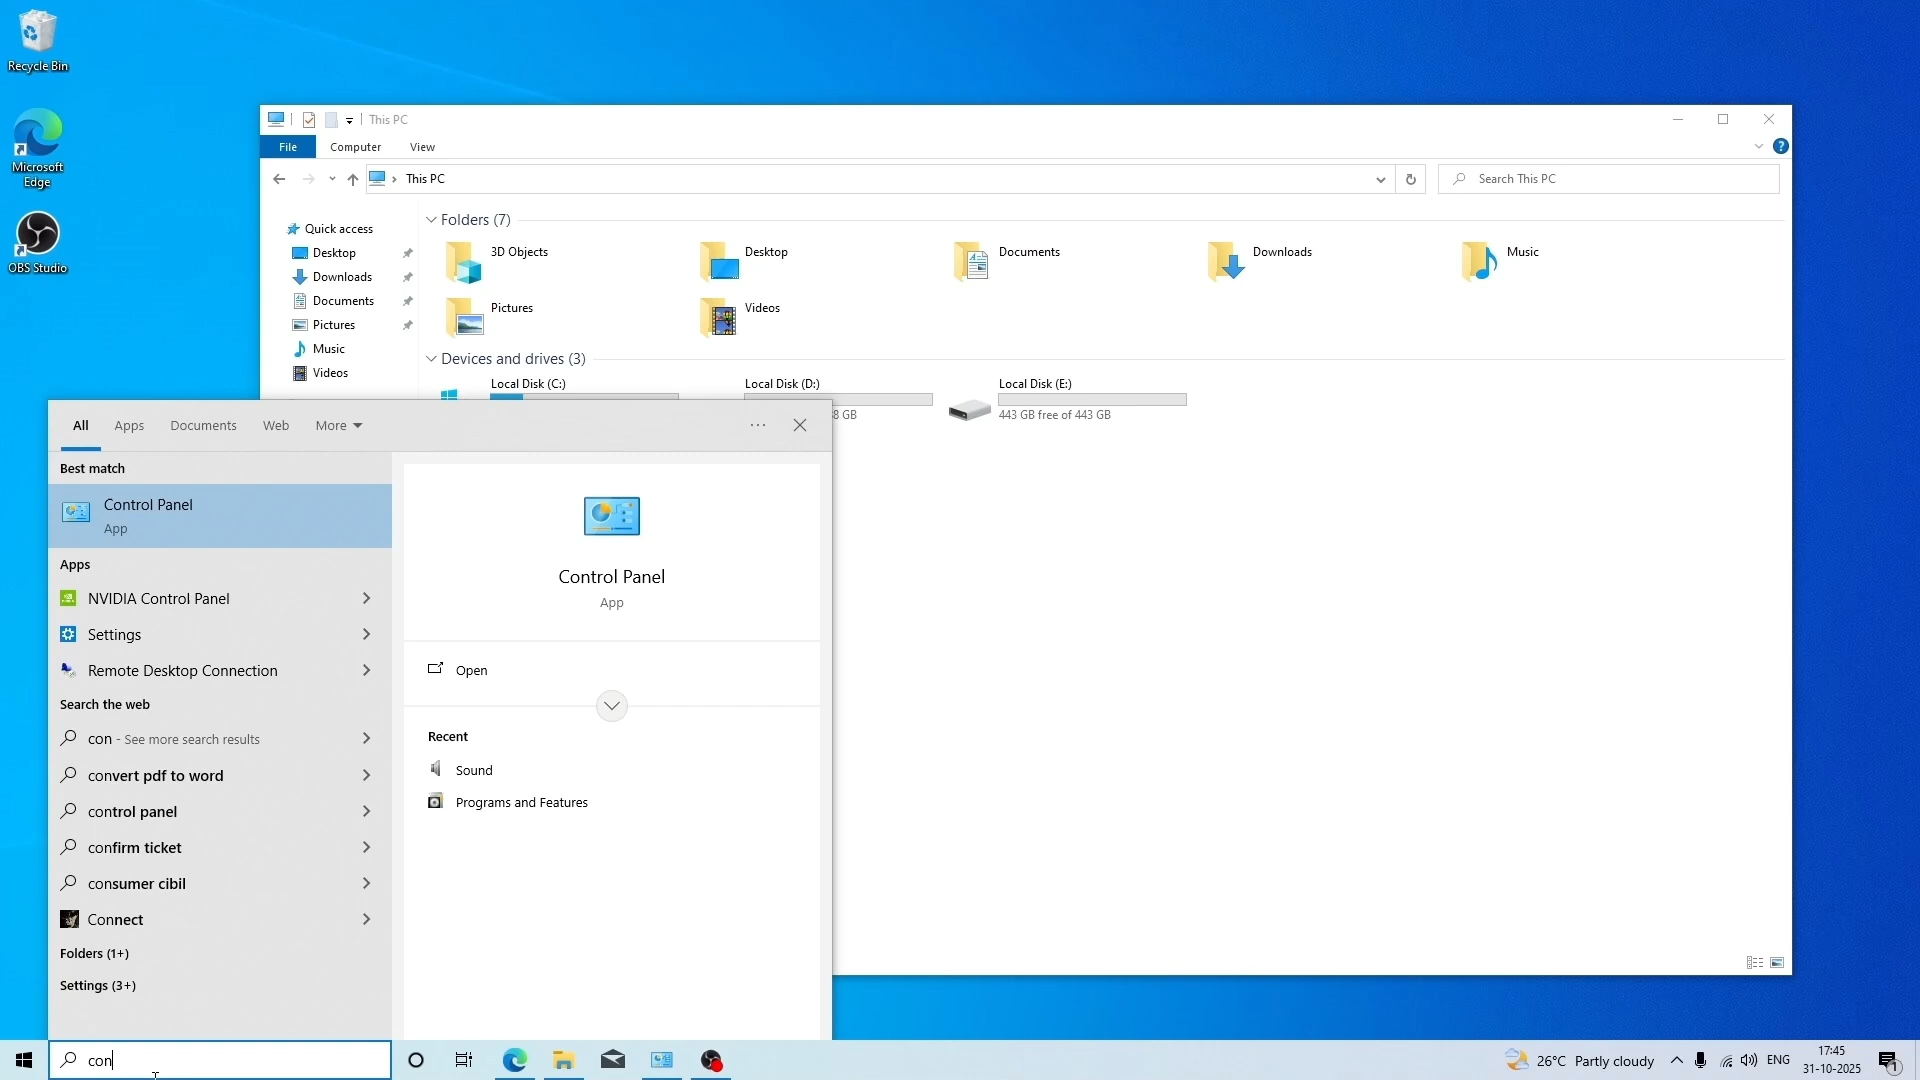 Recycle Bin
Microsoft
Edge
OBS Studio
This PC
File
Computer
View
This PC
Search This PC
Quick access
Desktop
Downloads
Documents
Pictures
Music
Videos
Folders (7)
3D Objects
Desktop
Documents
Downloads
Music
Pictures
Videos
Devices and drives (3)
Local Disk (C:)
Local Disk (D:)
Local Disk (E:)
8 GB
443 GB free of 443 GB
All
Apps
Documents
Web
More
Best match
Control Panel
App
Apps
NVIDIA Control Panel
Settings
Remote Desktop Connection
Search the web
con - See more search results
convert pdf to word
control panel
confirm ticket
consumer cibil
Connect
Folders (1+)
Settings (3+)
Control Panel
App
Open
Recent
Sound
Programs and Features
con
26°C Partly cloudy
ENG
17:45
31-10-2025
1